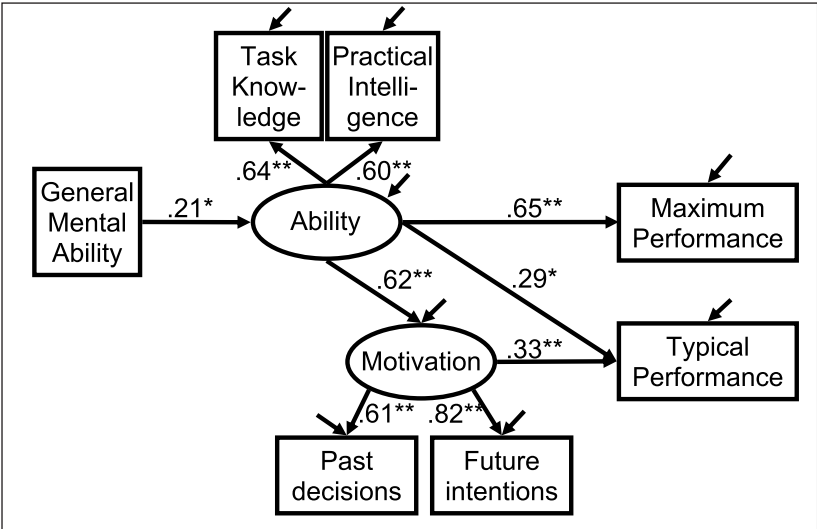 Task
Know-
ledge
Practical
Intelli-
gence
.64**
.60**
General
Mental
Ability
.21*
Ability
.65**
Maximum
Performance
.62**
.29*
Motivation
.33**
Typical
Performance
.61**
.82**
Past
decisions
Future
intentions